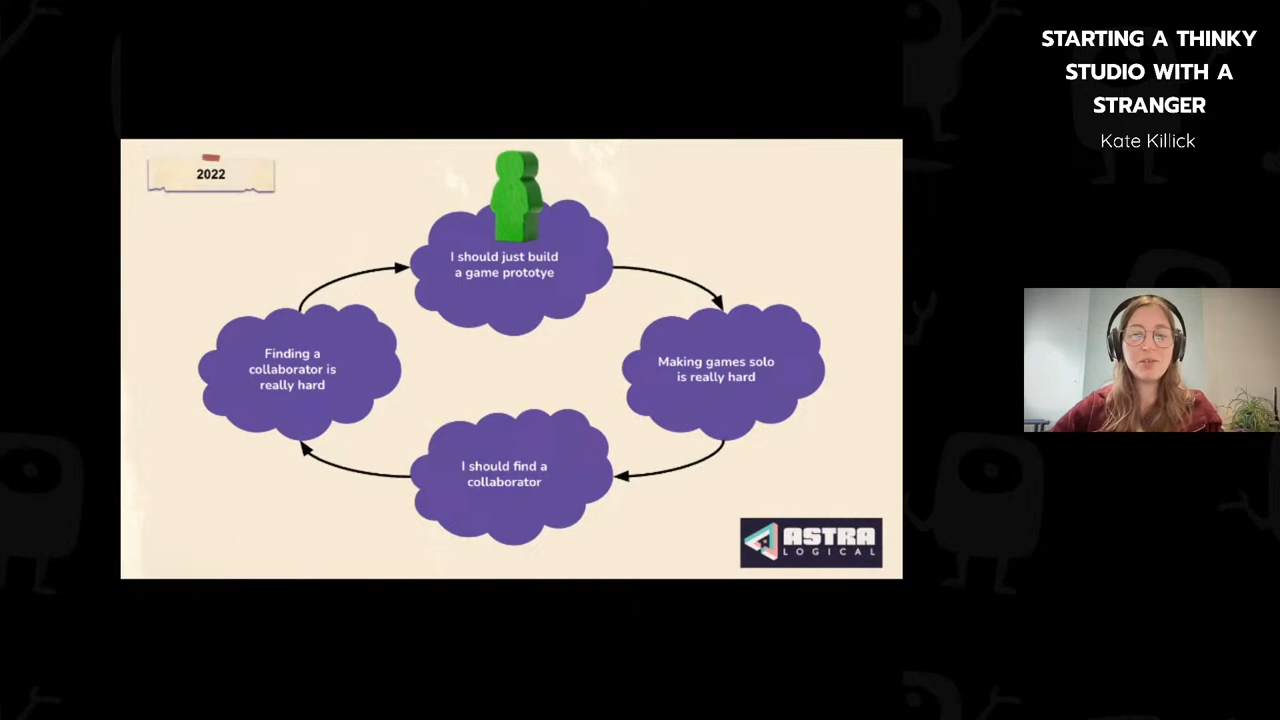 STARTING A THINKY
STUDIO WITH A
STRANGER
Kate Killick
2022
I should just build
a game prototye
Making games solo
is really hard
I should find a
collaborator
Finding a
collaborator is
really hard
ASTRA
LOGICAL